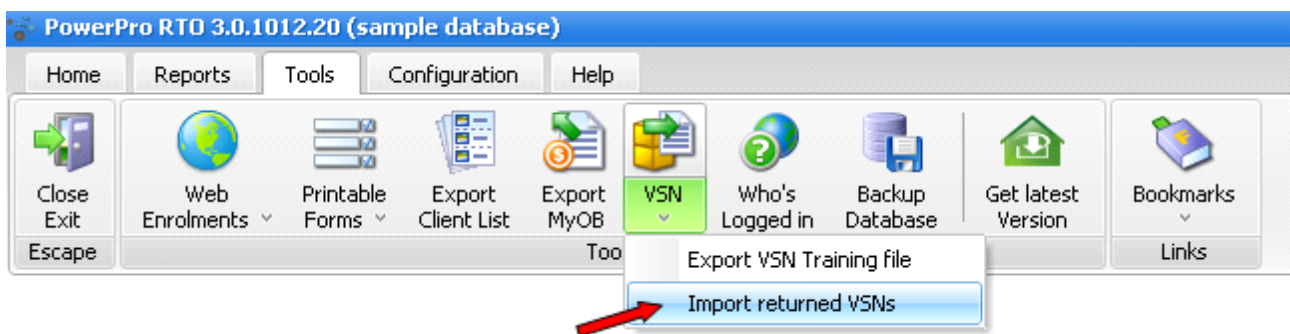 PowerPro RTO 3.0.1012.20 (sample database)
Home Reports Tools Configuration Help
Close Web Printable Export Export VSN Who's Backup Get latest Bookmarks
Exit Enrolments Forms Client List MyOB Logged in Database Version
Escape Too Links
Export VSN Training file
Import returned VSNs